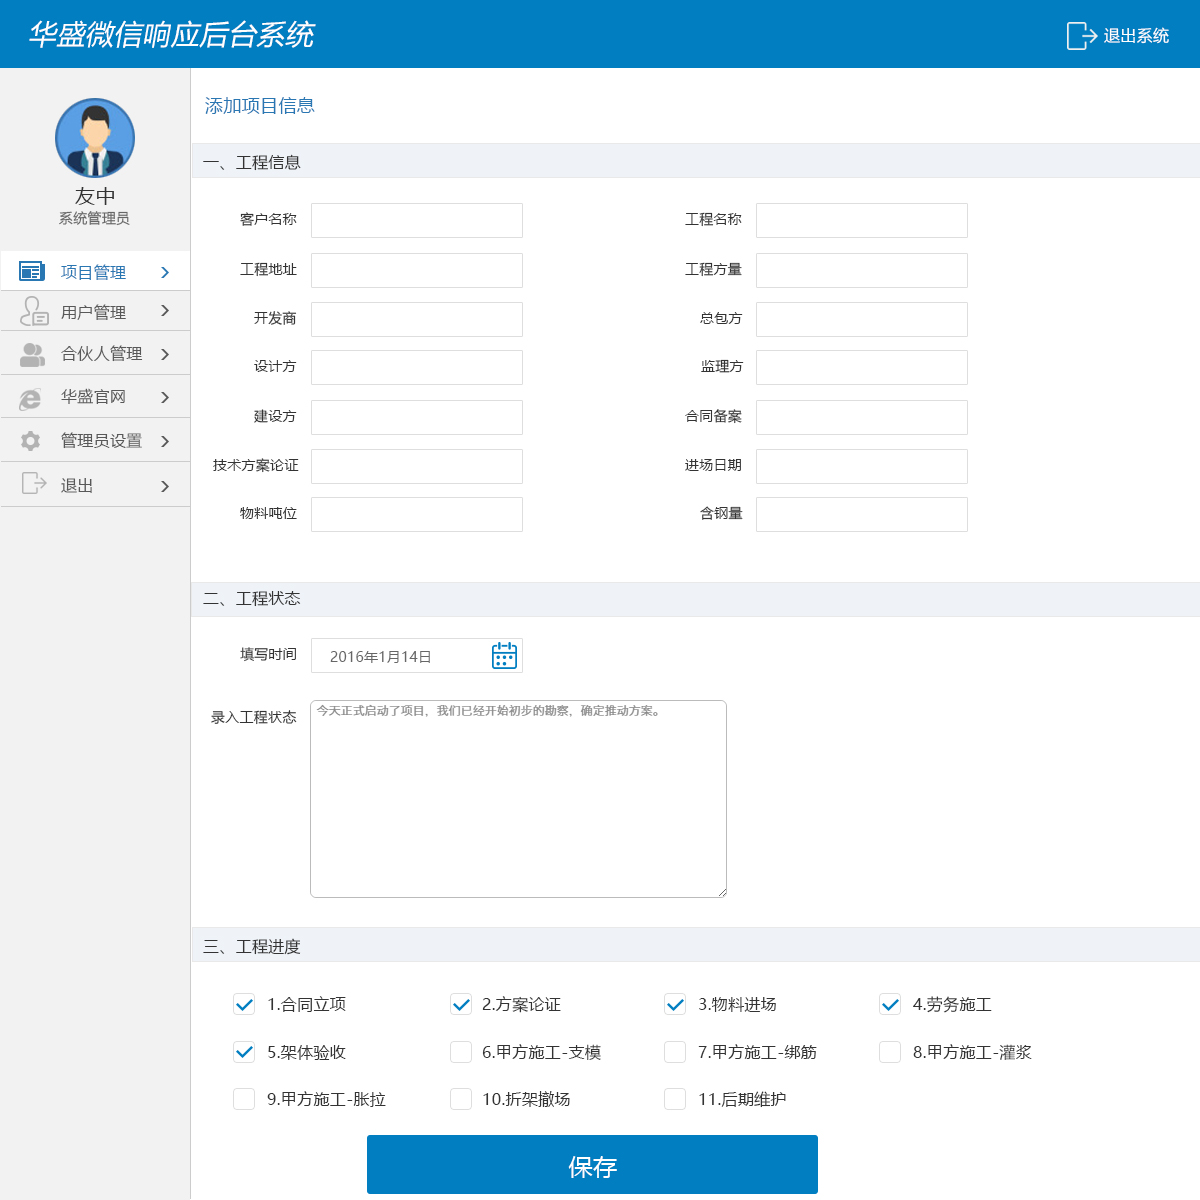 华盛微信响应后台系统
退出系统
友中
系统管理员
项目管理
用户管理
合伙人管理
华盛官网
管理员设置
退出
添加项目信息
一、工程信息
客户名称
工程名称
工程地址
工程方量
开发商
总包方
设计方
监理方
建设方
合同备案
技术方案论证
进场日期
物料吨位
含钢量
二、工程状态
填写时间
2016年1月14日
录入工程状态
今天正式启动了项目，我们已经开始初步的勘察，确定推动方案。
三、工程进度
1.合同立项
2.方案论证
3.物料进场
4.劳务施工
5.架体验收
6.甲方施工-支模
7.甲方施工-绑筋
8.甲方施工-灌浆
9.甲方施工-胀拉
10.折架撤场
11.后期维护
保存